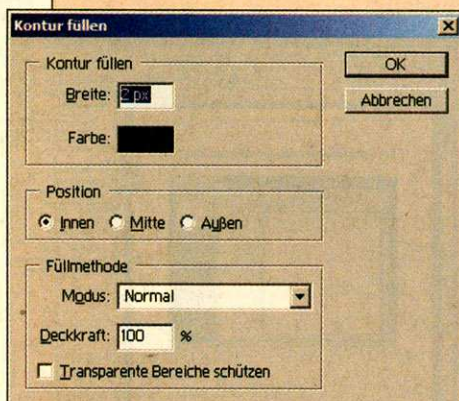 Kontur füllen
Kontur füllen
Breite: 2 px
Farbe:
OK
Abbrechen
Position
Innen Mitte Außen
Füllmethode
Modus: Normal
Deckkraft: 100 %
Transparente Bereiche schützen